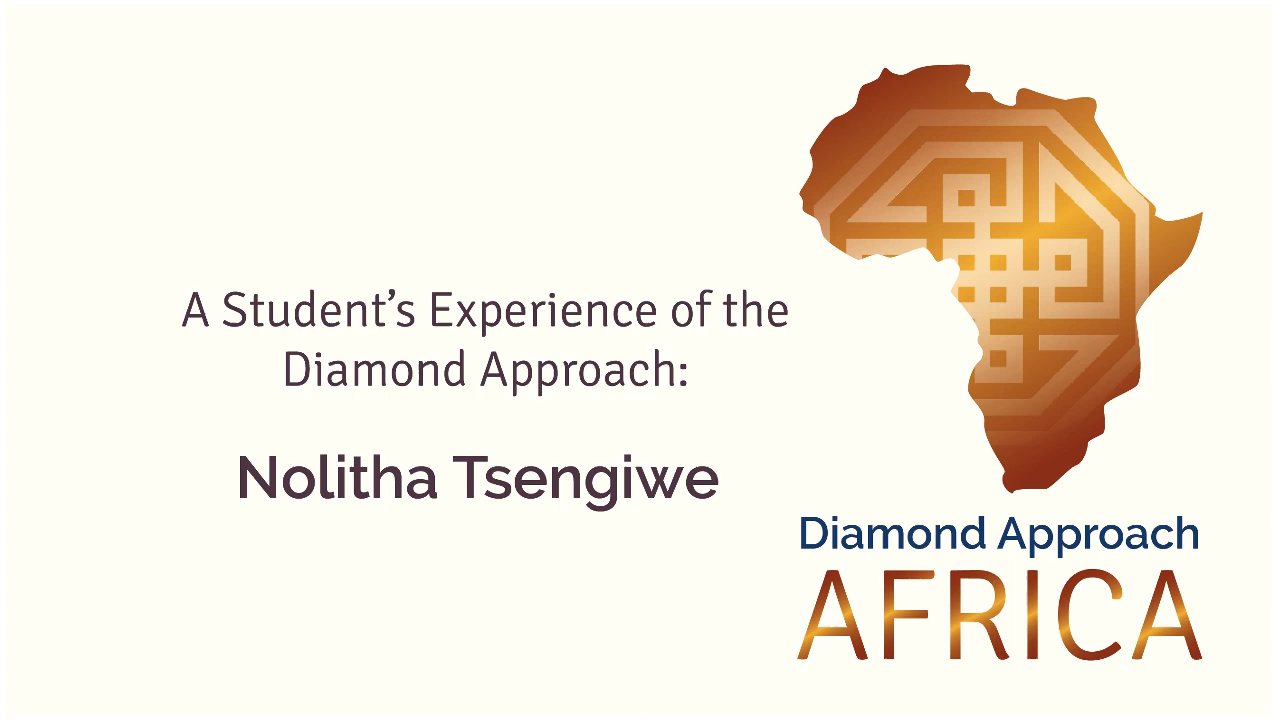 A Student’s Experience of the
Diamond Approach:
Nolitha Tsengiwe
Diamond Approach
AFRICA